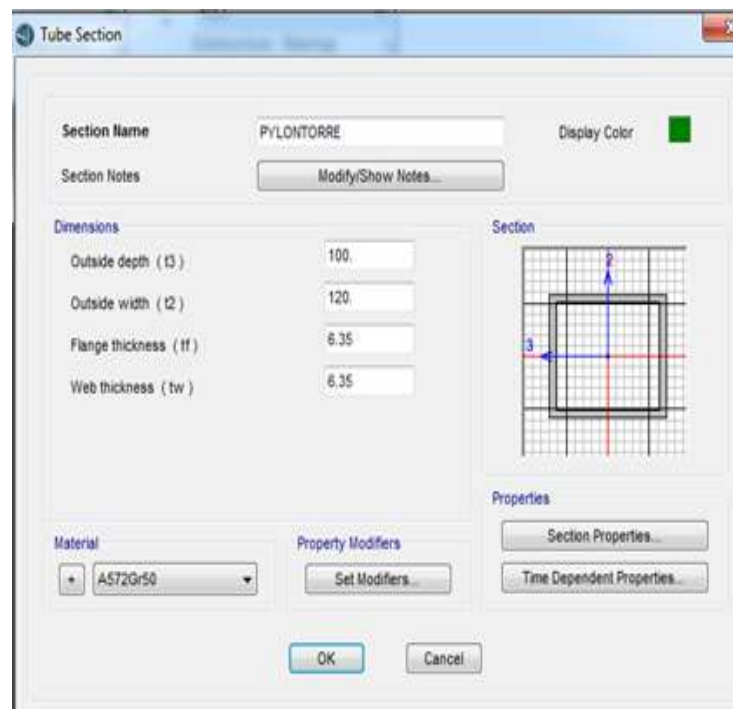 Tube Section
Section Name PYLONTORRE Display Color
Section Notes Modify/Show Notes...
Dimensions Section
Outside depth ( t3 ) 100.
Outside width ( t2 ) 120.
Flange thickness ( tf ) 6.35
Web thickness ( tw ) 6.35
2
3
Properties
Material Property Modifiers Section Properties...
+ A572Gr50 Set Modifiers... Time Dependent Properties...
OK Cancel